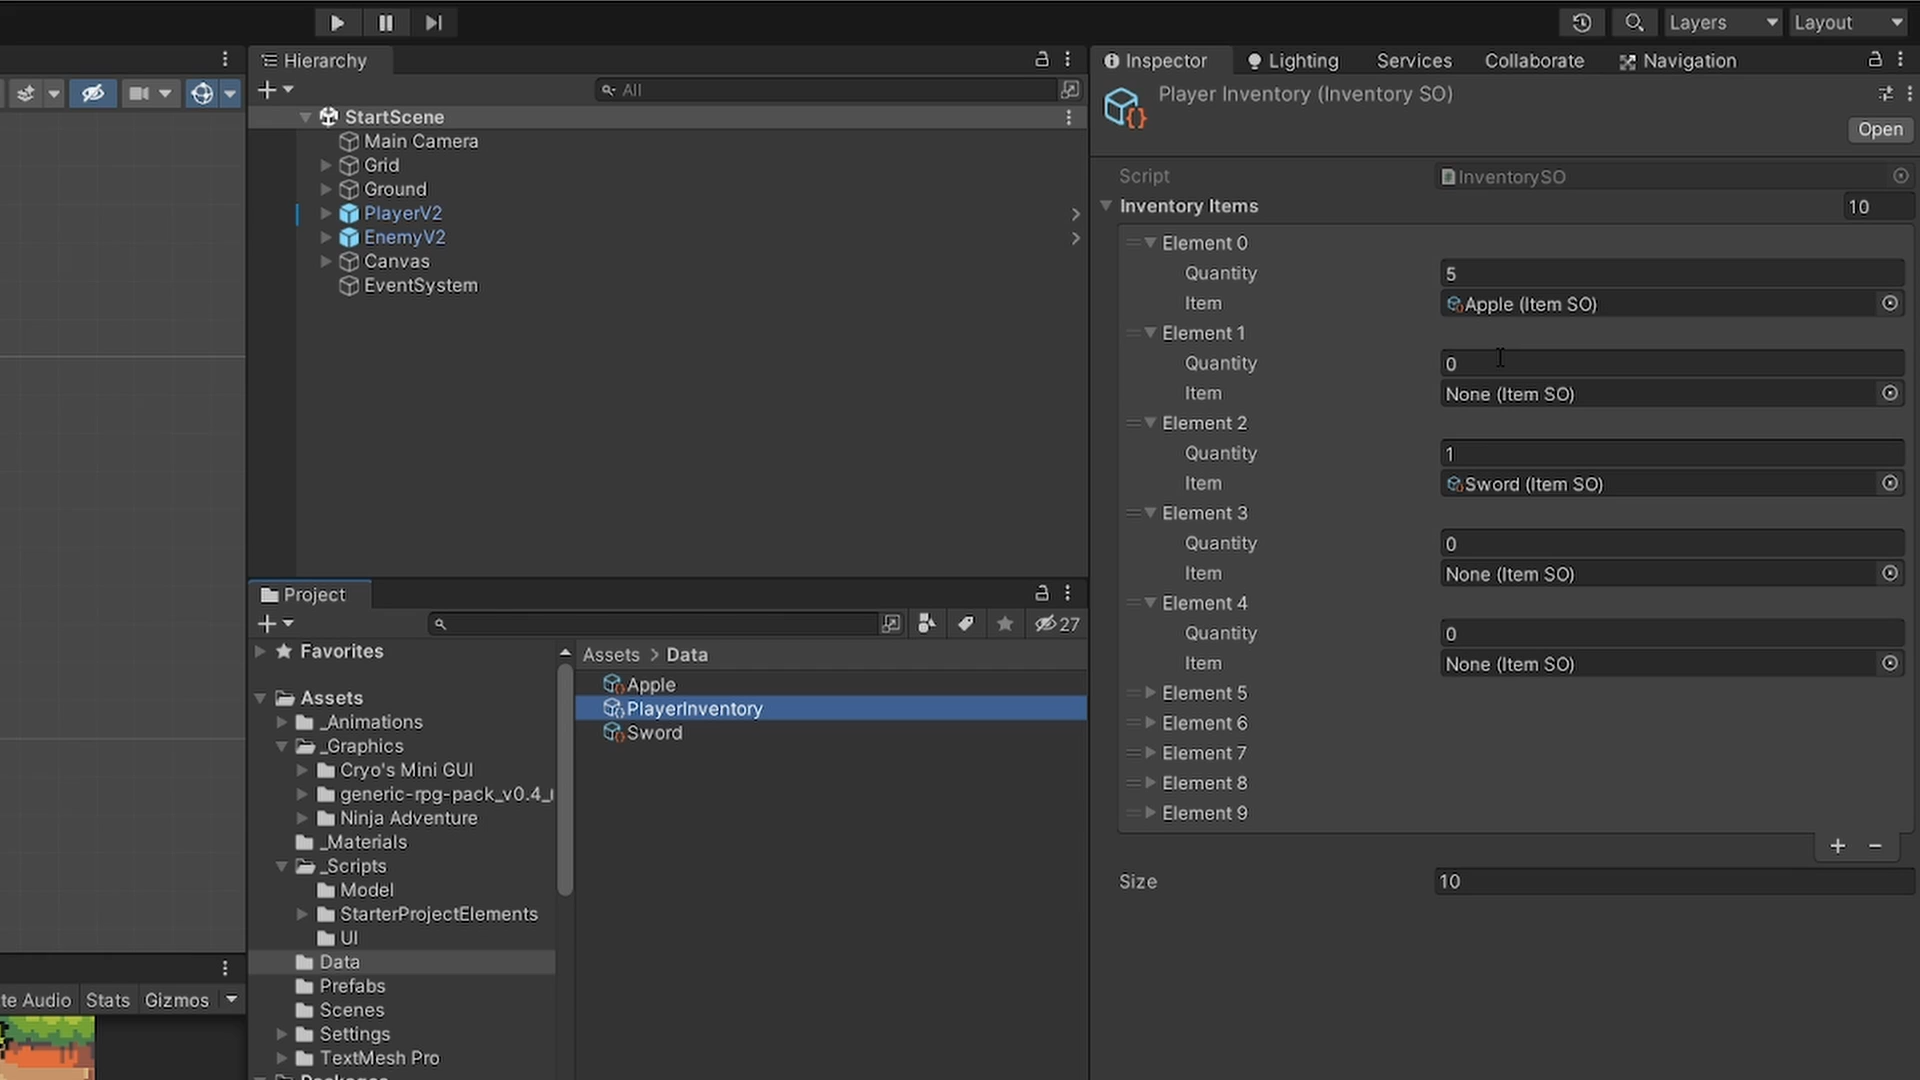 Layers
Layout
Hierarchy
All
StartScene
Main Camera
Grid
Ground
PlayerV2
EnemyV2
Canvas
EventSystem
Project
27
Favorites
Assets
_Animations
_Graphics
Cryo's Mini GUI
generic-rpg-pack_v0.4_
Ninja Adventure
_Materials
_Scripts
Model
StarterProjectElements
UI
Data
Prefabs
Scenes
Settings
TextMesh Pro
Assets > Data
Apple
PlayerInventory
Sword
te Audio Stats Gizmos
Inspector Lighting Services Collaborate Navigation
Player Inventory (Inventory SO)
Open
Script InventorySO
Inventory Items 10
Element 0
Quantity 5
Item Apple (Item SO)
Element 1
Quantity 0
Item None (Item SO)
Element 2
Quantity 1
Item Sword (Item SO)
Element 3
Quantity 0
Item None (Item SO)
Element 4
Quantity 0
Item None (Item SO)
Element 5
Element 6
Element 7
Element 8
Element 9
Size 10